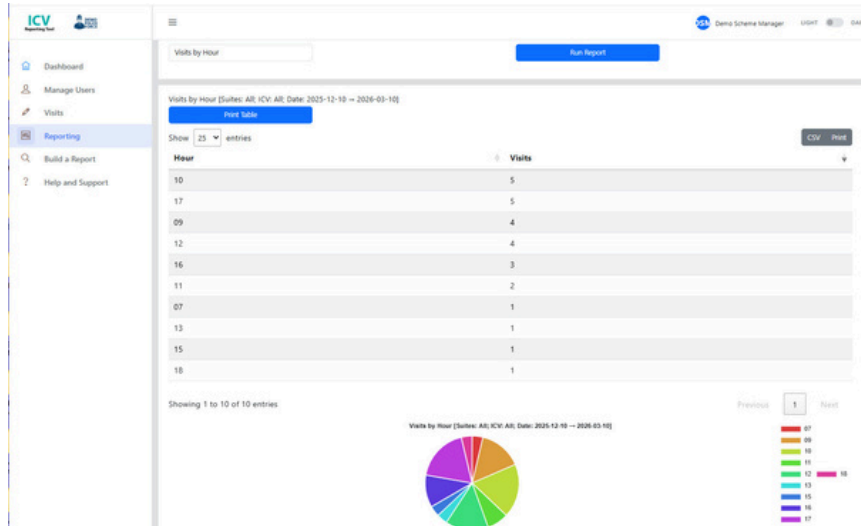 ICV
Reporting Tool
Demo Scheme Manager
LIGHT
Dashboard
Manage Users
Visits
Reporting
Build a Report
Help and Support
Visits by Hour
Run Report
Visits by Hour [Suites: All; ICV: All; Date: 2025-12-10 → 2026-03-10]
Print Table
Show 25 entries
CSV Print
Hour Visits
10 5
17 5
09 4
12 4
16 3
11 2
07 1
13 1
15 1
18 1
Showing 1 to 10 of 10 entries
Previous 1 Next
Visits by Hour [Suites: All; ICV: All; Date: 2025-12-10 → 2026-03-10]
07
09
10
11
12 18
13
15
16
17